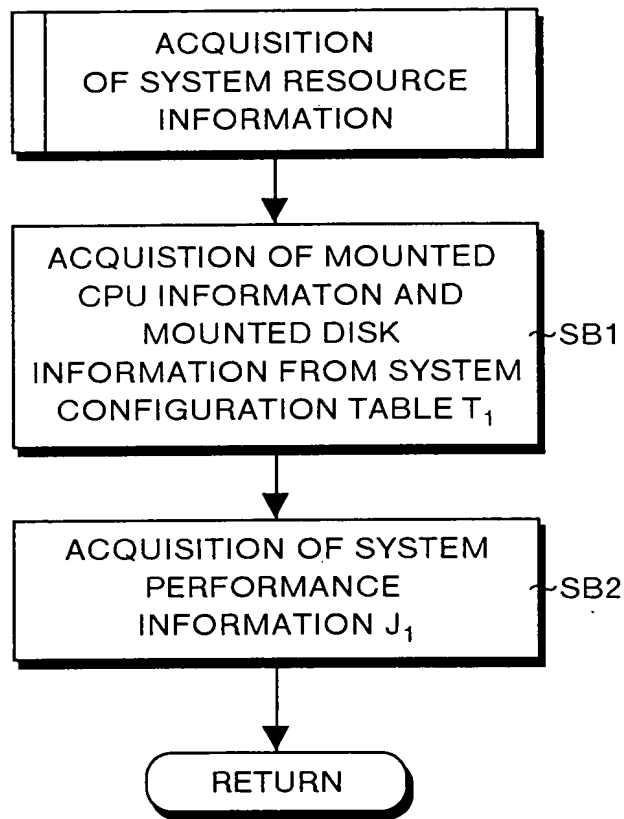 ACQUISITION
OF SYSTEM RESOURCE
INFORMATION
ACQUISTION OF MOUNTED
CPU INFORMATON AND
MOUNTED DISK
INFORMATION FROM SYSTEM
CONFIGURATION TABLE T₁
SB1
ACQUISITION OF SYSTEM
PERFORMANCE
INFORMATION J₁
SB2
RETURN